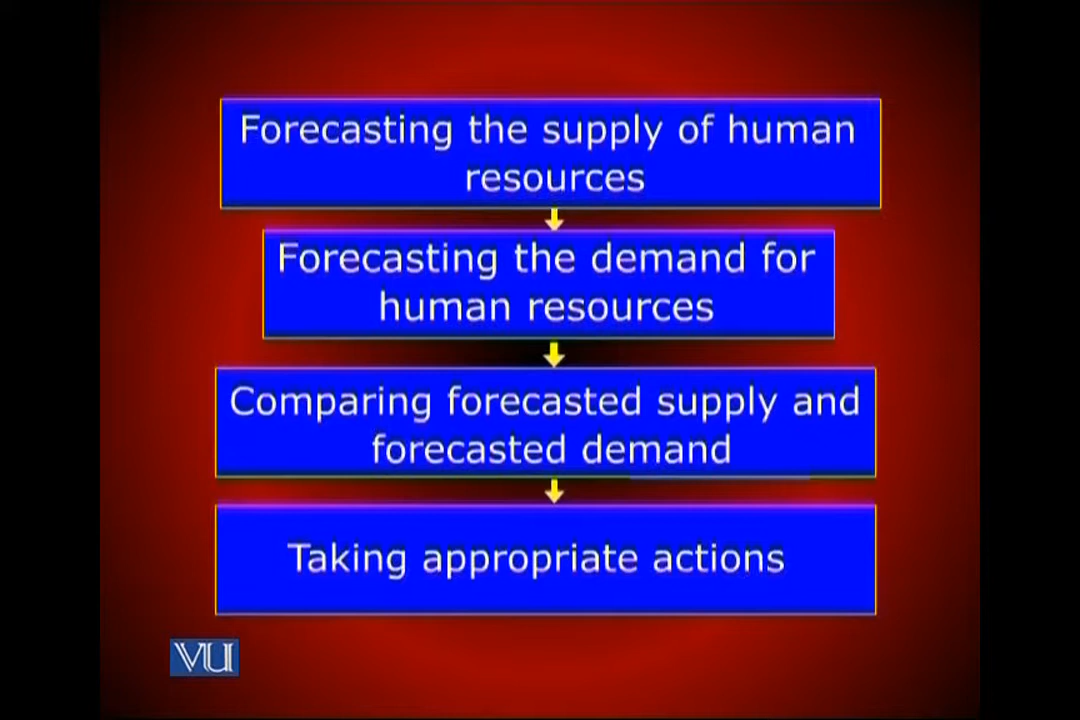 Forecasting the supply of human
resources
Forecasting the demand for
human resources
Comparing forecasted supply and
forecasted demand
Taking appropriate actions
VU